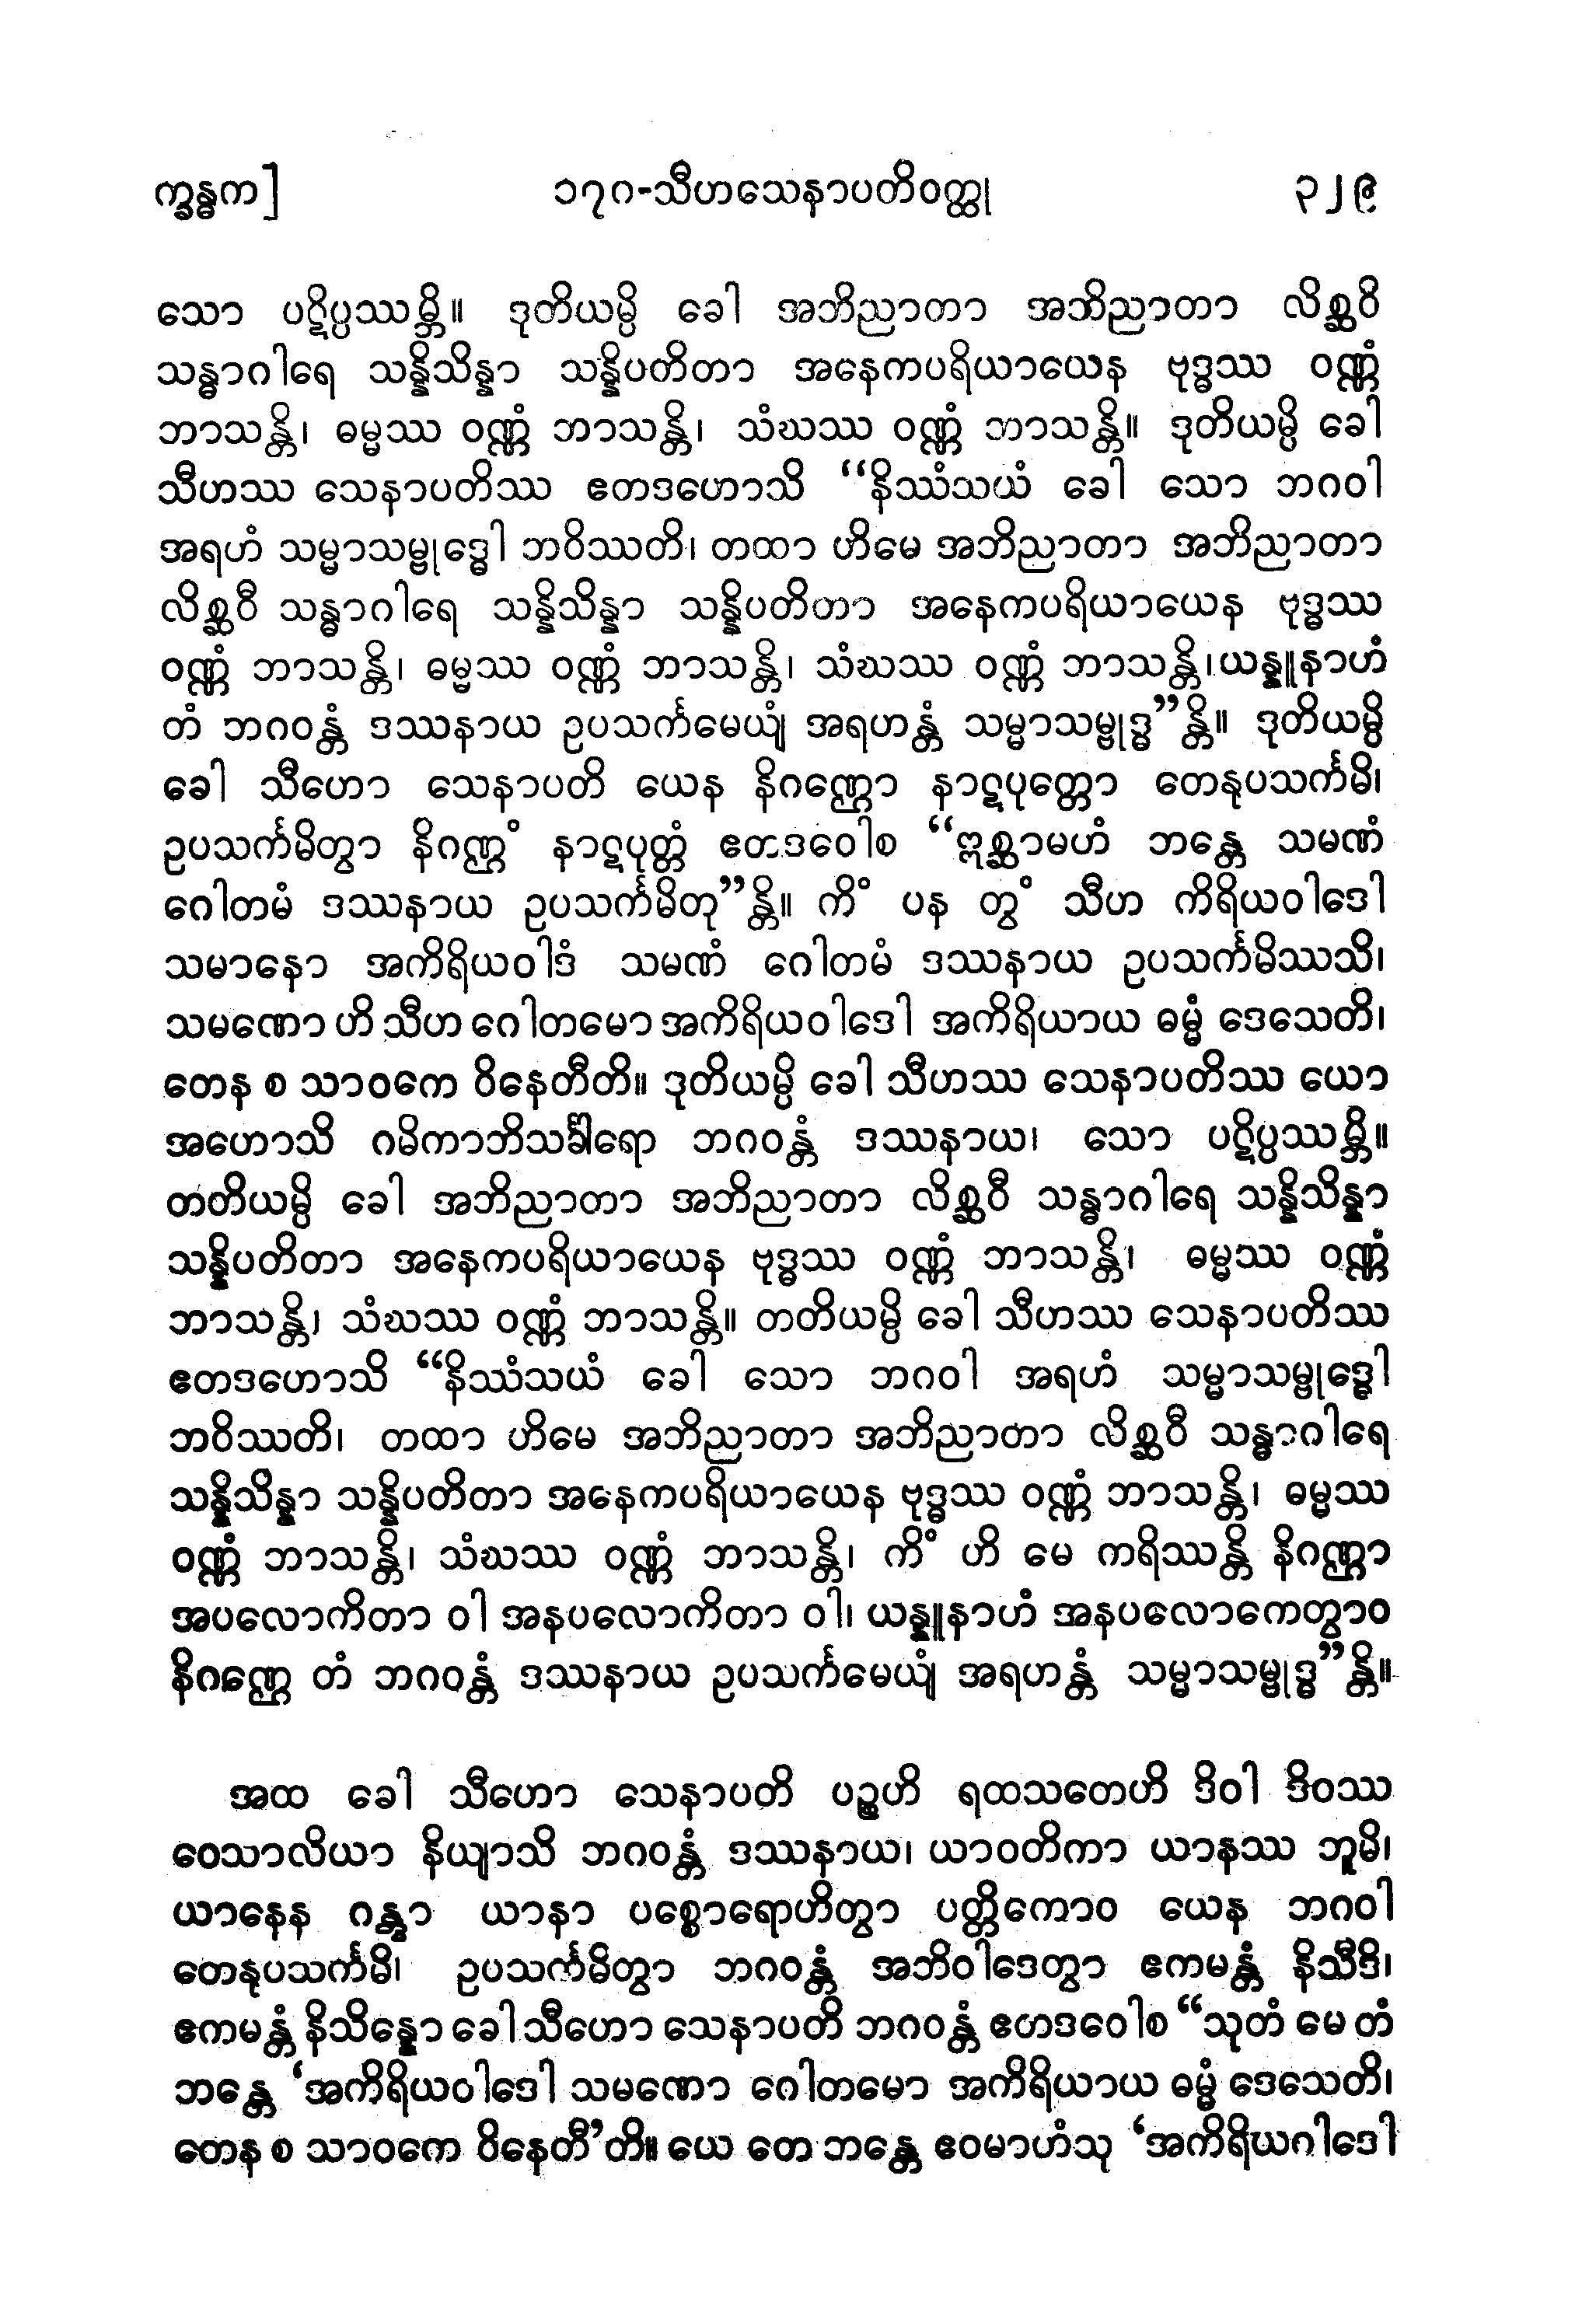 က္ခန္ဓက] ၁၇၈-သီဟသေနာပတိဝတ္ထု ၃၂၉
သော ပဋိပ္ပဿမ္ဘိ။ ဒုတိယမ္ပိ ခေါ အဘိညာတာ အဘိညာတာ လိစ္ဆဝိ
သန္ဓာဂါရေ သန္နိသိန္နာ သန္နိပတိတာ အနေကပရိယာယေန ဗုဒ္ဓဿ ဝဏ္ဏံ
ဘာသန္တိ၊ ဓမ္မဿ ဝဏ္ဏံ ဘာသန္တိ၊ သံဃဿ ဝဏ္ဏံ ဘာသန္တိ။ ဒုတိယမ္ပိ ခေါ
သီဟဿ သေနာပတိဿ ဧတဒဟောသိ “နိဿံသယံ ခေါ သော ဘဂဝါ
အရဟံ သမ္မာသမ္ဗုဒ္ဓေါ ဘဝိဿတိ၊ တထာ ဟိမေ အဘိညာတာ အဘိညာတာ
လိစ္ဆဝီ သန္ဓာဂါရေ သန္နိသိန္နာ သန္နိပတိတာ အနေကပရိယာယေန ဗုဒ္ဓဿ
ဝဏ္ဏံ ဘာသန္တိ၊ ဓမ္မဿ ဝဏ္ဏံ ဘာသန္တိ၊ သံဃဿ ဝဏ္ဏံ ဘာသန္တိ၊ယန္နူနာဟံ
တံ ဘဂဝန္တံ ဒဿနာယ ဥပသင်္ကမေယျံ အရဟန္တံ သမ္မာသမ္ဗုဒ္ဓ”န္တိ။ ဒုတိယမ္ပိ
ခေါ သီဟော သေနာပတိ ယေန နိဂဏ္ဌော နာဋပုတ္တော တေနုပသင်္ကမိ၊
ဥပသင်္ကမိတွာ နိဂဏ္ဌံ နာဋပုတ္တံ ဧတဒဝေါစ “ဣစ္ဆာမဟံ ဘန္တေ သမဏံ
ဂေါတမံ ဒဿနာယ ဥပသင်္ကမိတု”န္တိ။ ကိံ ပန တွံ သီဟ ကိရိယဝါဒေါ
သမာနော အကိရိယဝါဒံ သမဏံ ဂေါတမံ ဒဿနာယ ဥပသင်္ကမိဿသိ၊
သမဏော ဟိ သီဟ ဂေါတမော အကိရိယဝါဒေါ အကိရိယာယ ဓမ္မံ ဒေသေတိ၊
တေန စ သာဝကေ ဝိနေတီတိ။ ဒုတိယမ္ပိ ခေါ သီဟဿ သေနာပတိဿ ယော
အဟောသိ ဂမိကာဘိသင်္ခါရော ဘဂဝန္တံ ဒဿနာယ၊ သော ပဋိပ္ပဿမ္ဘိ။
တတိယမ္ပိ ခေါ အဘိညာတာ အဘိညာတာ လိစ္ဆဝီ သန္ဓာဂါရေ သန္နိသိန္နာ
သန္နိပတိတာ အနေကပရိယာယေန ဗုဒ္ဓဿ ဝဏ္ဏံ ဘာသန္တိ၊ ဓမ္မဿ ဝဏ္ဏံ
ဘာသန္တိ၊ သံဃဿ ဝဏ္ဏံ ဘာသန္တိ။ တတိယမ္ပိ ခေါ သီဟဿ သေနာပတိဿ
ဧတဒဟောသိ “နိဿံသယံ ခေါ သော ဘဂဝါ အရဟံ သမ္မာသမ္ဗုဒ္ဓေါ
ဘဝိဿတိ၊ တထာ ဟိမေ အဘိညာတာ အဘိညာတာ လိစ္ဆဝီ သန္ဓာဂါရေ
သန္နိသိန္နာ သန္နိပတိတာ အနေကပရိယာယေန ဗုဒ္ဓဿ ဝဏ္ဏံ ဘာသန္တိ၊ ဓမ္မဿ
ဝဏ္ဏံ ဘာသန္တိ၊ သံဃဿ ဝဏ္ဏံ ဘာသန္တိ၊ ကိံ ဟိ မေ ကရိဿန္တိ နိဂဏ္ဌာ
အပလောကိတာ ဝါ အနပလောကိတာ ဝါ၊ ယန္နူနာဟံ အနပလောကေတွာဝ
နိဂဏ္ဌေ တံ ဘဂဝန္တံ ဒဿနာယ ဥပသင်္ကမေယျံ အရဟန္တံ သမ္မာသမ္ဗုဒ္ဓ”န္တိ။
အထ ခေါ သီဟော သေနာပတိ ပဉ္စဟိ ရထသတေဟိ ဒိဝါ ဒိဝဿ
ဝေသာလိယာ နိယျာသိ ဘဂဝန္တံ ဒဿနာယ၊ ယာဝတိကာ ယာနဿ ဘူမိ၊
ယာနေန ဂန္တွာ ယာနာ ပစ္စောရောဟိတွာ ပတ္တိကောဝ ယေန ဘဂဝါ
တေနုပသင်္ကမိ၊ ဥပသင်္ကမိတွာ ဘဂဝန္တံ အဘိဝါဒေတွာ ဧကမန္တံ နိသီဒိ၊
ဧကမန္တံ နိသိန္နော ခေါ သီဟော သေနာပတိ ဘဂဝန္တံ ဧတဒဝေါစ “သုတံ မေ တံ
ဘန္တေ ‘အကိရိယဝါဒေါ သမဏော ဂေါတမော အကိရိယာယ ဓမ္မံ ဒေသေတိ၊
တေန စ သာဝကေ ဝိနေတီ’တိ။ ယေ တေ ဘန္တေ ဧဝမာဟံသု ‘အကိရိယဂါဒေါ